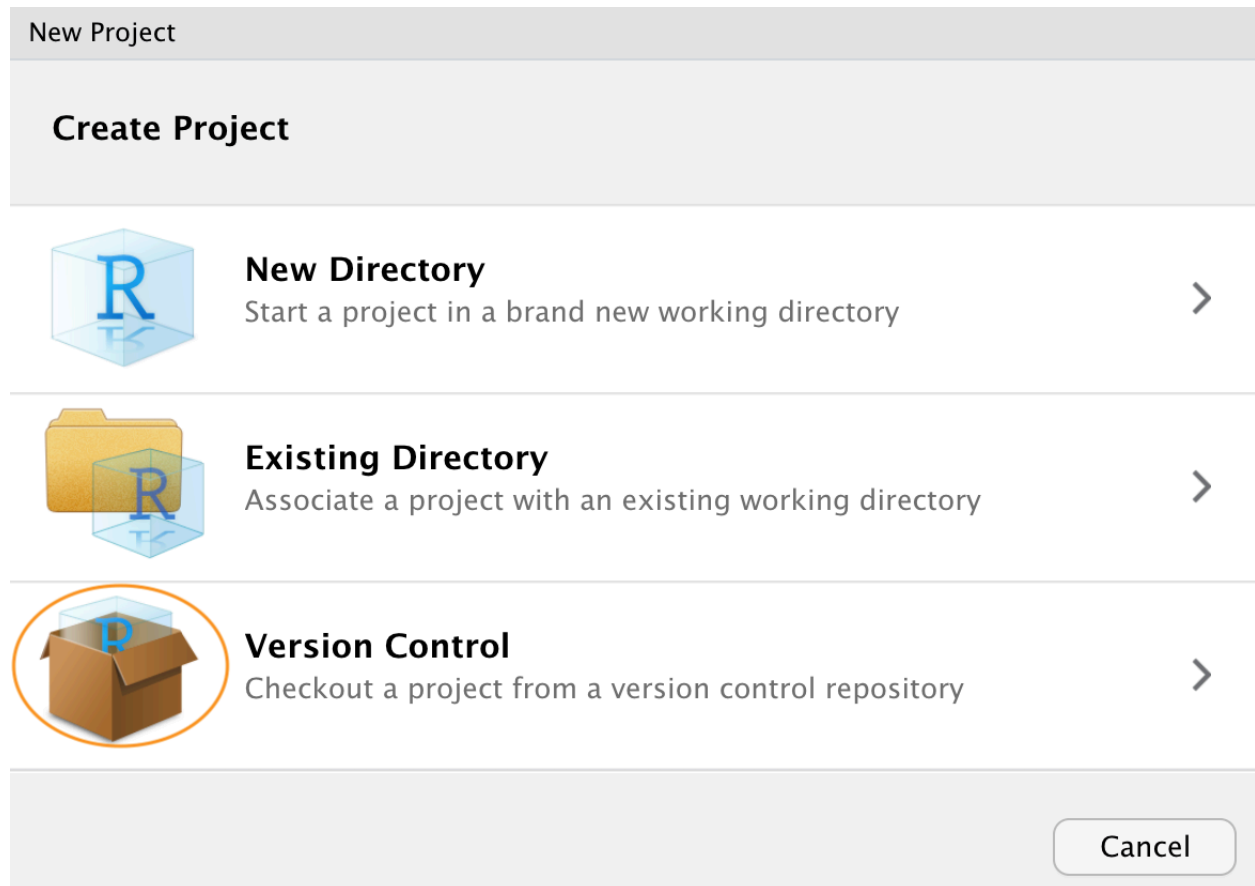 New Project
Create Project
R
New Directory
Start a project in a brand new working directory
R
Existing Directory
Associate a project with an existing working directory
R
Version Control
Checkout a project from a version control repository
Cancel